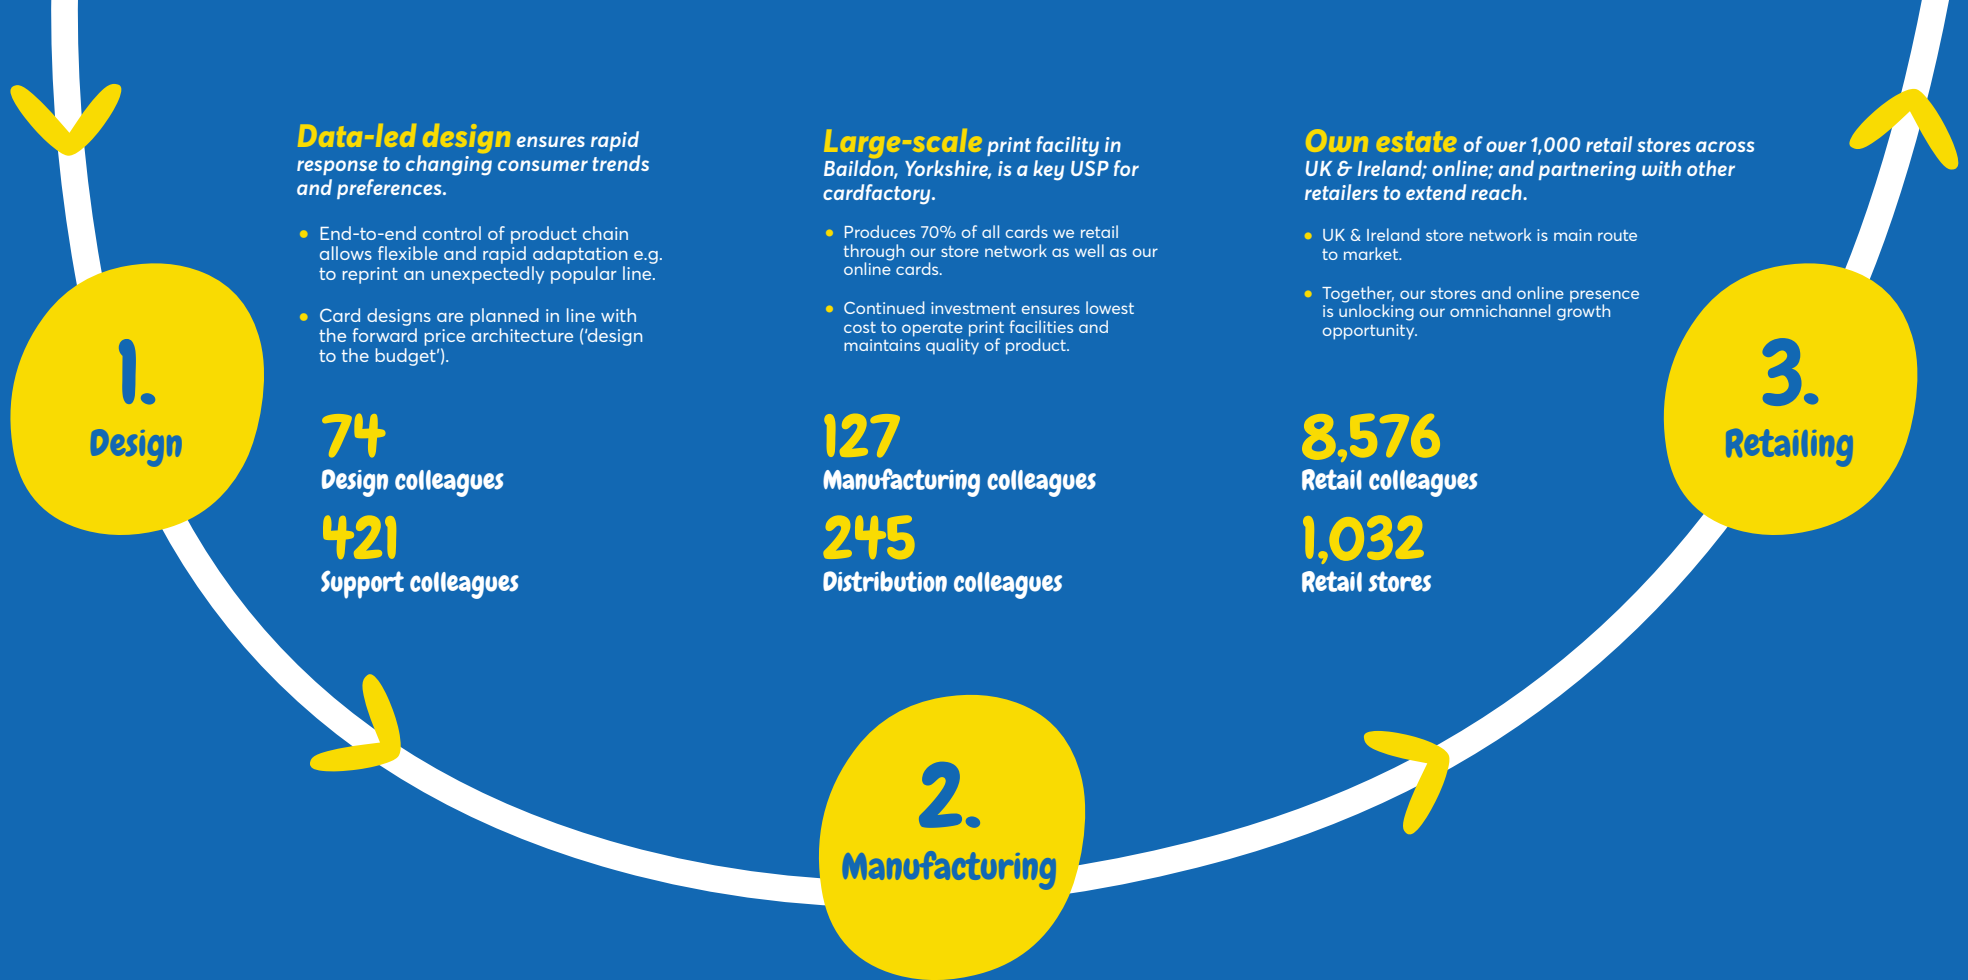 Data-led design ensures rapid
response to changing consumer trends
and preferences.
• End-to-end control of product chain
allows flexible and rapid adaptation e.g.
to reprint an unexpectedly popular line.
• Card designs are planned in line with
the forward price architecture (‘design
to the budget’).
74
Design colleagues
421
Support colleagues
1.
Design
Large-scale print facility in
Baildon, Yorkshire, is a key USP for
cardfactory.
• Produces 70% of all cards we retail
through our store network as well as our
online cards.
• Continued investment ensures lowest
cost to operate print facilities and
maintains quality of product.
127
Manufacturing colleagues
245
Distribution colleagues
2.
Manufacturing
Own estate of over 1,000 retail stores across
UK & Ireland; online; and partnering with other
retailers to extend reach.
• UK & Ireland store network is main route
to market.
• Together, our stores and online presence
is unlocking our omnichannel growth
opportunity.
8,576
Retail colleagues
1,032
Retail stores
3.
Retailing